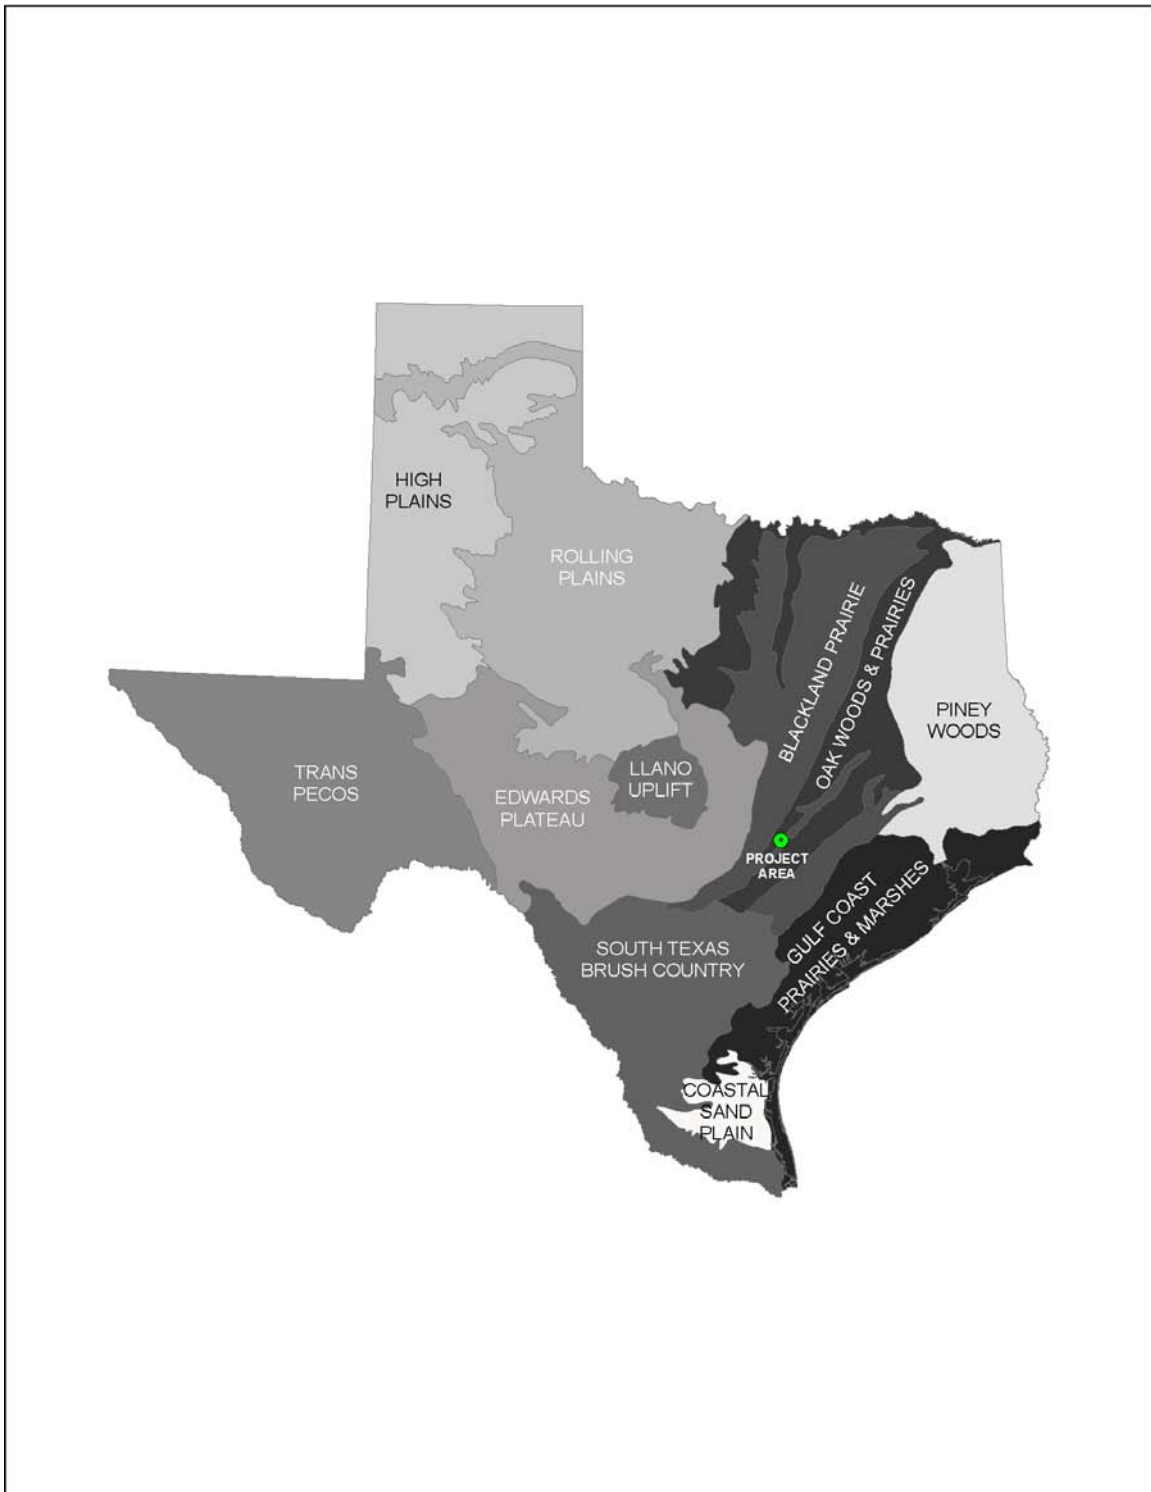 HIGH
PLAINS
ROLLING
PLAINS
BLACKLAND PRAIRIE
OAK WOODS & PRAIRIES
PINEY
WOODS
TRANS
PECOS
EDWARDS
PLATEAU
LLANO
UPLIFT
PROJECT
AREA
GULF COAST
PRAIRIES & MARSHES
SOUTH TEXAS
BRUSH COUNTRY
COASTAL
SAND
PLAIN